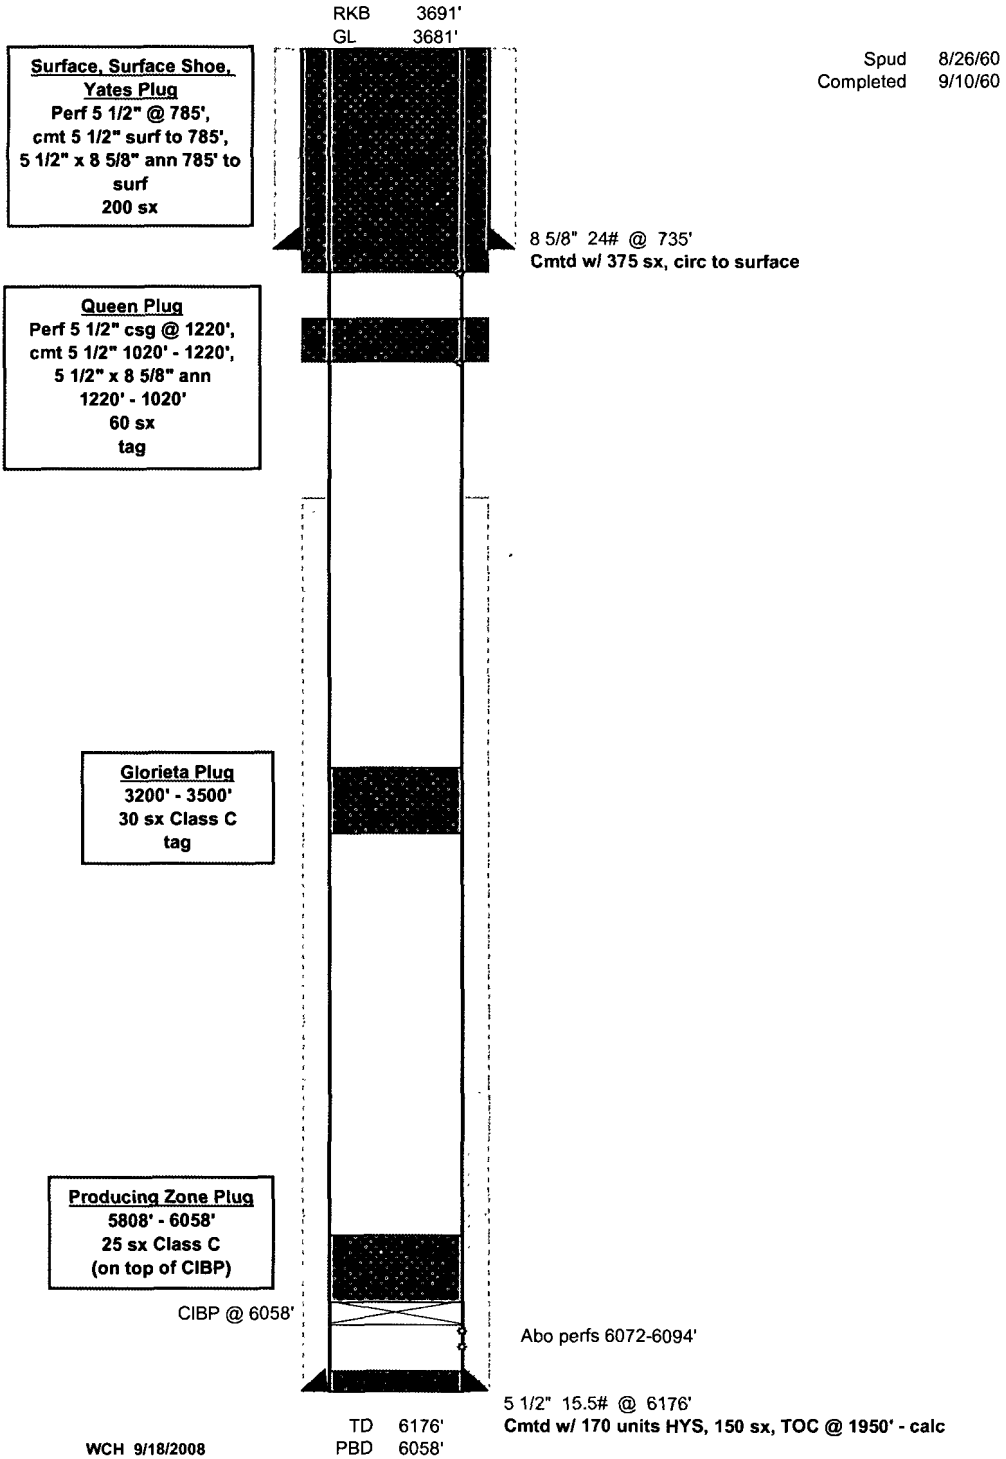 RKB 3691'
GL 3681'
Spud 8/26/60
Completed 9/10/60
Surface, Surface Shoe,
Yates Plug
Perf 5 1/2" @ 785',
cmt 5 1/2" surf to 785',
5 1/2" x 8 5/8" ann 785' to
surf
200 sx
8 5/8" 24# @ 735'
Cmtd w/ 375 sx, circ to surface
Queen Plug
Perf 5 1/2" csg @ 1220',
cmt 5 1/2" 1020' - 1220',
5 1/2" x 8 5/8" ann
1220' - 1020'
60 sx
tag
Glorieta Plug
3200' - 3500'
30 sx Class C
tag
Producing Zone Plug
5808' - 6058'
25 sx Class C
(on top of CIBP)
CIBP @ 6058'
Abo perfs 6072-6094'
5 1/2" 15.5# @ 6176'
Cmtd w/ 170 units HYS, 150 sx, TOC @ 1950' - calc
TD 6176'
PBD 6058'
WCH 9/18/2008